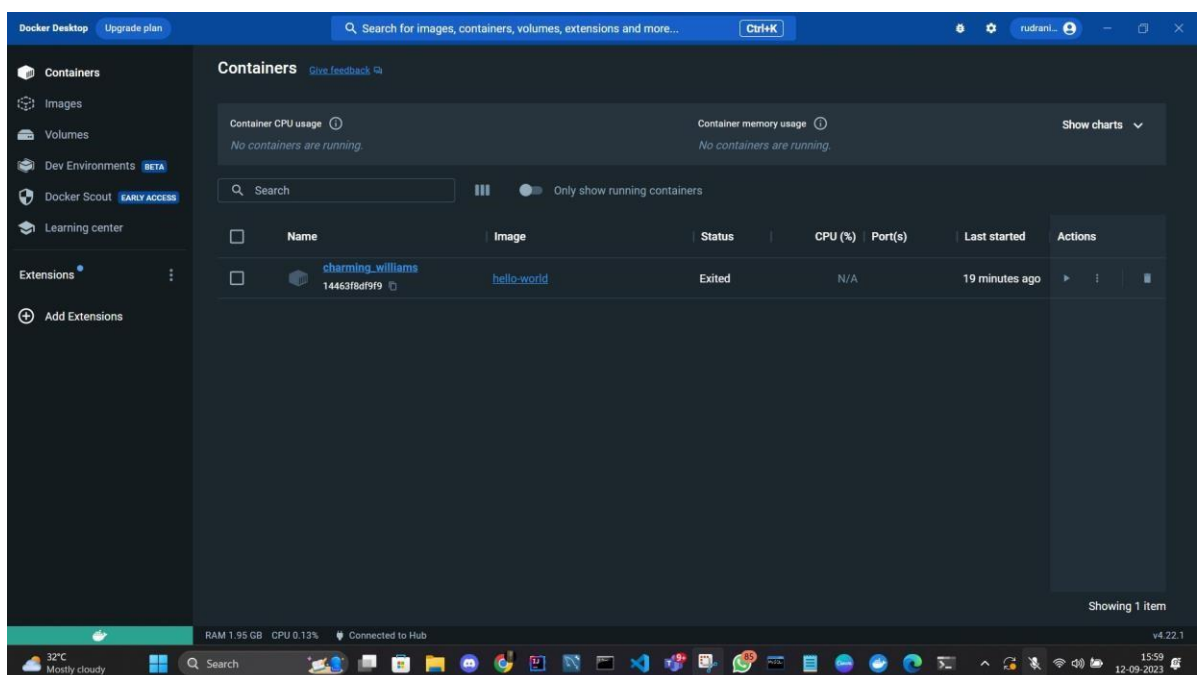 Docker Desktop Upgrade plan Search for images, containers, volumes, extensions and more... Ctrl+K rudrani...
Containers
Images
Volumes
Dev Environments BETA
Docker Scout EARLY ACCESS
Learning center
Extensions
Add Extensions
Containers Give feedback
Container CPU usage
No containers are running.
Container memory usage
No containers are running.
Show charts
Search Only show running containers
Name Image Status CPU (%) Port(s) Last started Actions
charming_williams
14463f8df9f9
hello-world Exited N/A 19 minutes ago
Showing 1 item
RAM 1.95 GB CPU 0.13% Connected to Hub v4.22.1
32°C
Mostly cloudy
Search
9+
85
15:59
12-09-2023